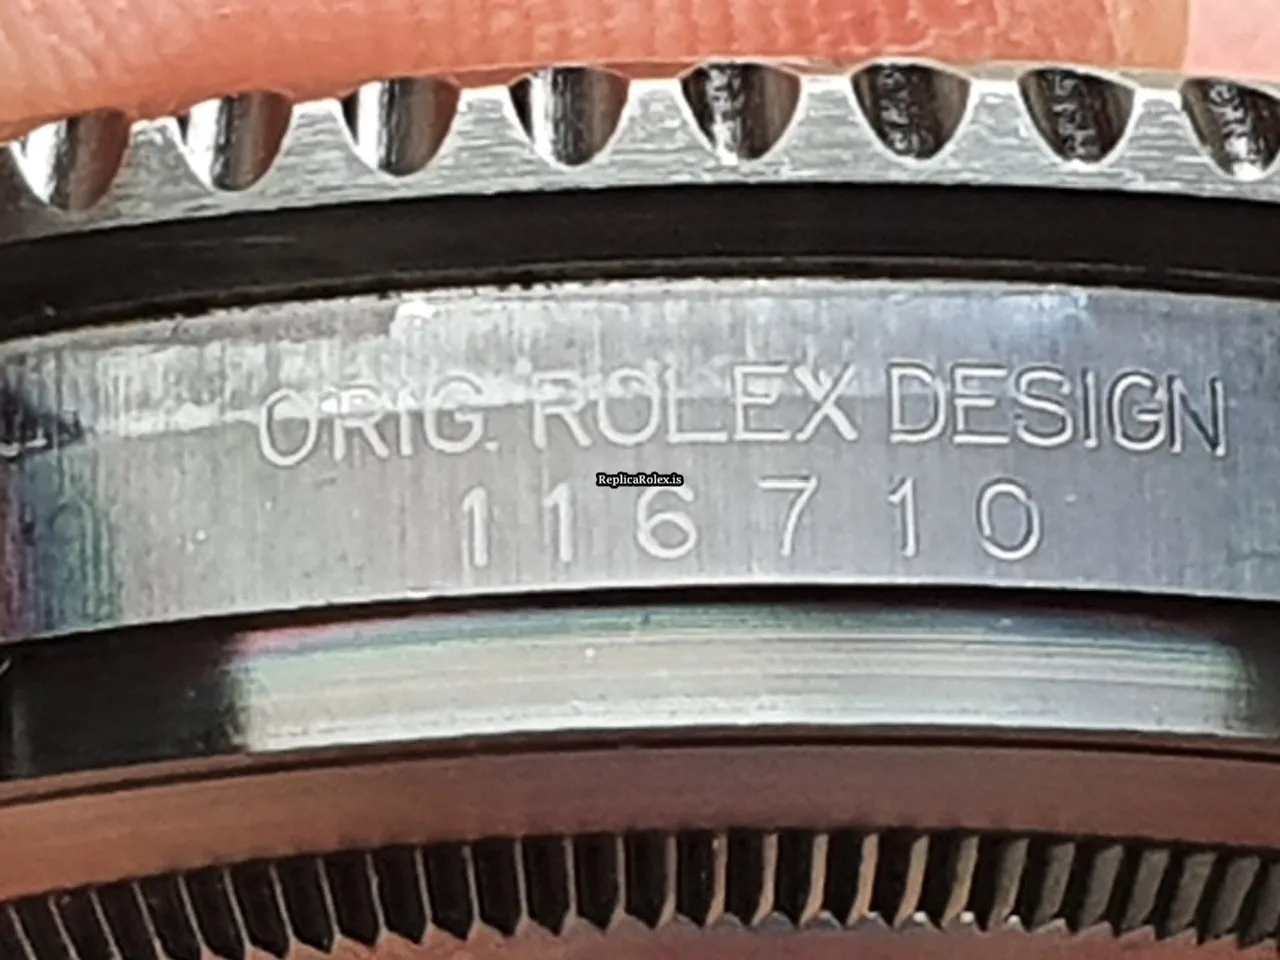 ORIG. ROLEX DESIGN
ReplicaRolex.is
116710